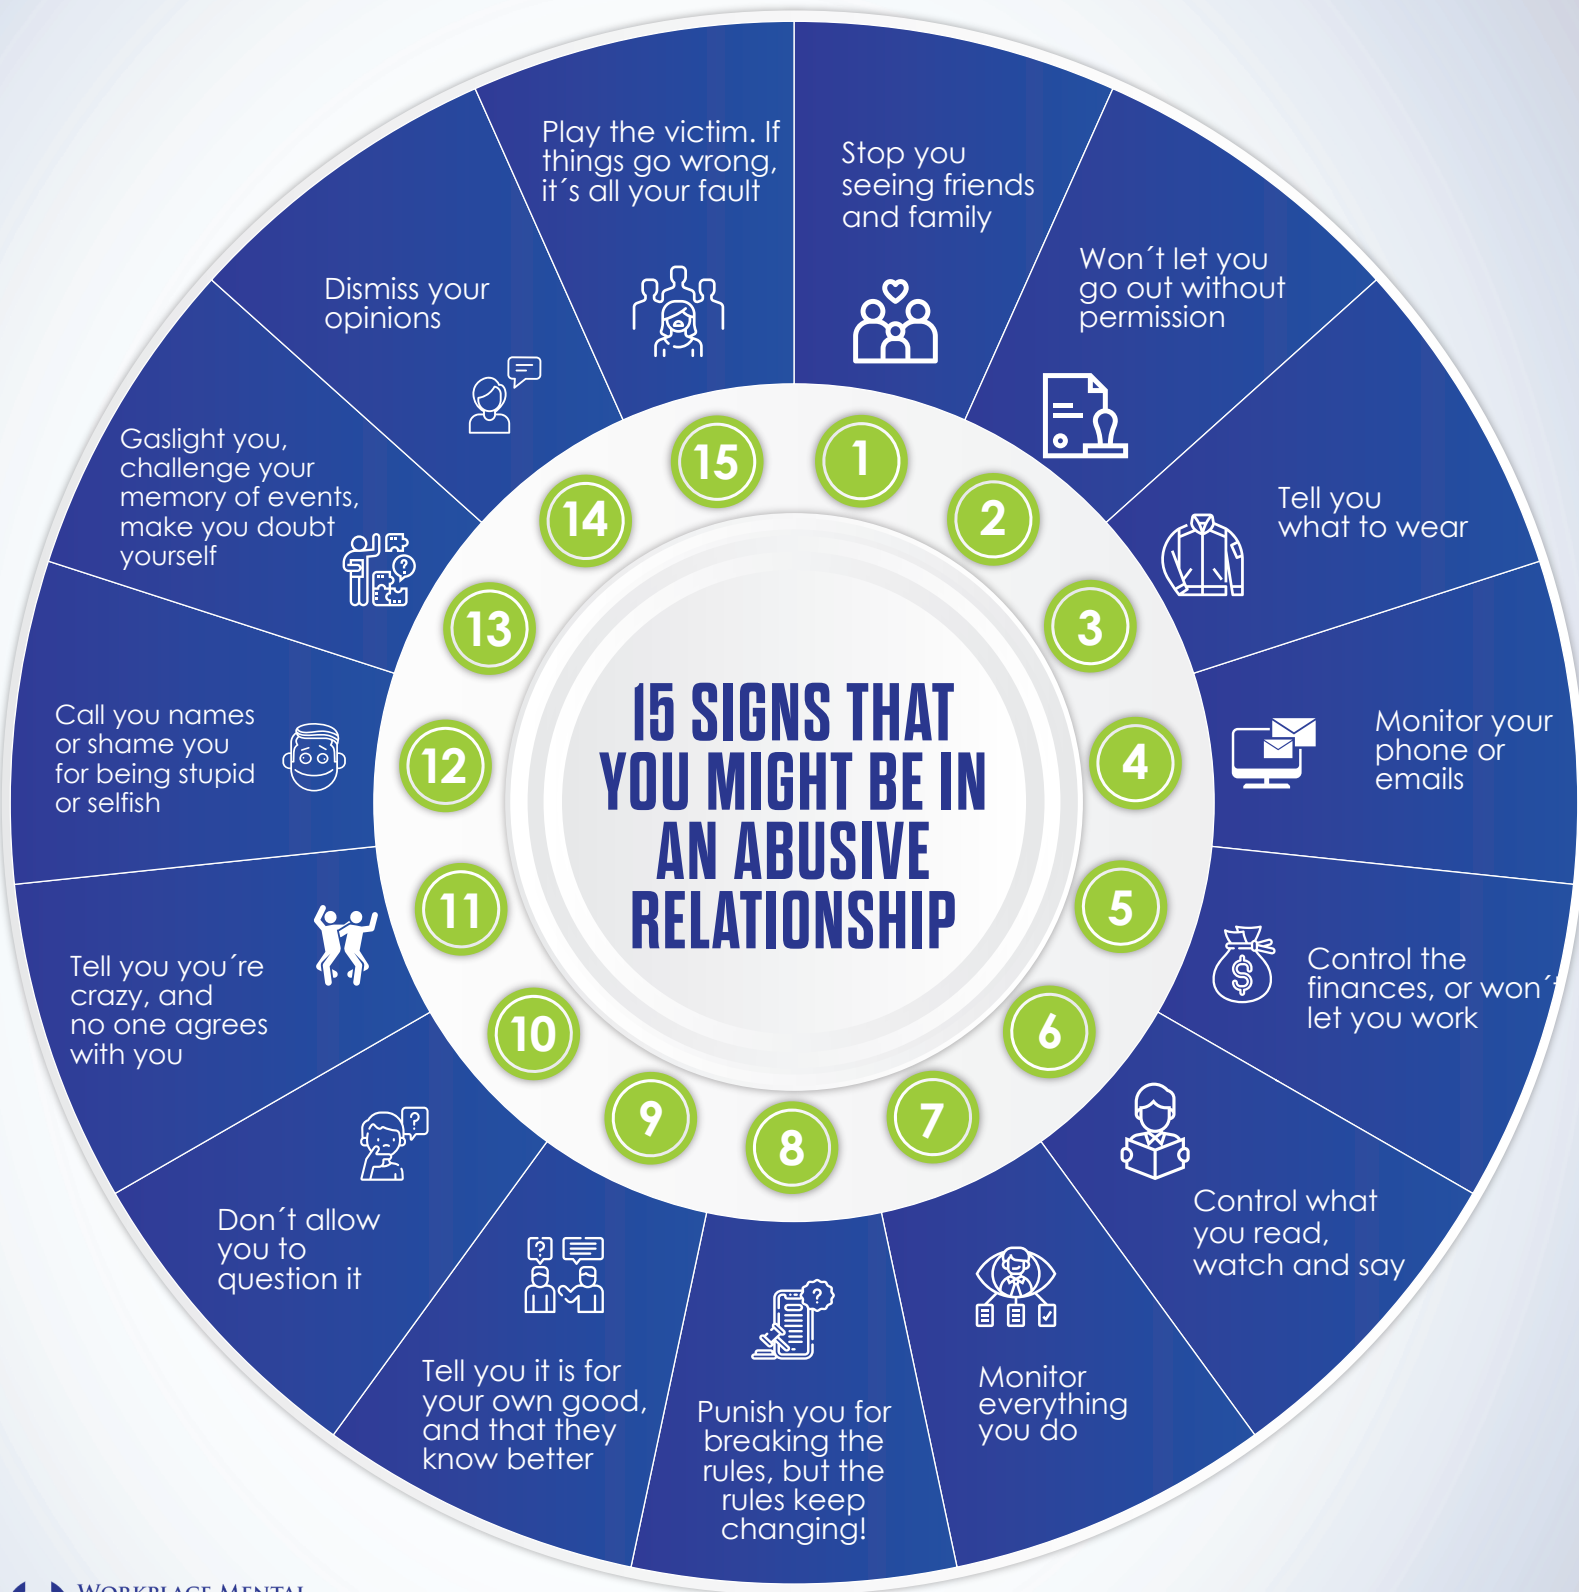 15 SIGNS THAT
YOU MIGHT BE IN
AN ABUSIVE
RELATIONSHIP
1
Stop you
seeing friends
and family
2
Won´t let you
go out without
permission
3
Tell you
what to wear
4
Monitor your
phone or
emails
5
Control the
finances, or won´t
let you work
6
Control what
you read,
watch and say
7
Monitor
everything
you do
8
Punish you for
breaking the
rules, but the
rules keep
changing!
9
Tell you it is for
your own good,
and that they
know better
10
Don´t allow
you to
question it
11
Tell you you´re
crazy, and
no one agrees
with you
12
Call you names
or shame you
for being stupid
or selfish
13
Gaslight you,
challenge your
memory of events,
make you doubt
yourself
14
Dismiss your
opinions
15
Play the victim. If
things go wrong,
it´s all your fault
WORKPLACE MENTAL